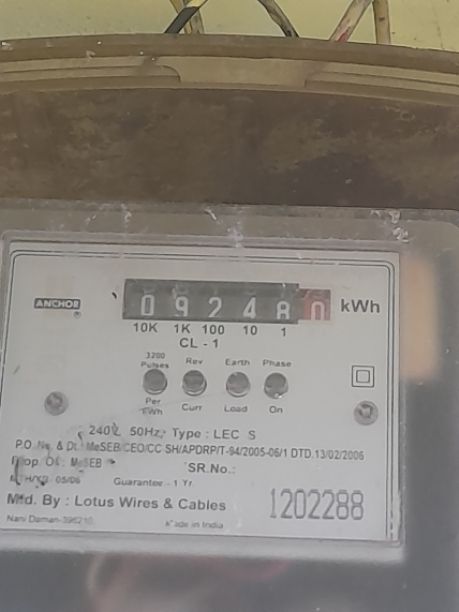 ANCHOR
®
092480 kWh
10K 1K 100 10 1
CL - 1
3200 Pulses Rev Earth Phase
Per kWh Curr Load On
240V 50Hz, Type : LEC S
P.O. No. & Dt. MeSEB/CEO/CC SH/APDRP/T-94/2005-06/1 DTD.13/02/2006
Prop. Of : MeSEB SR.No.:
05/06 Guarantee - 1 Yr.
Mfd. By : Lotus Wires & Cables 1202288
Nani Daman-396210 Made in India